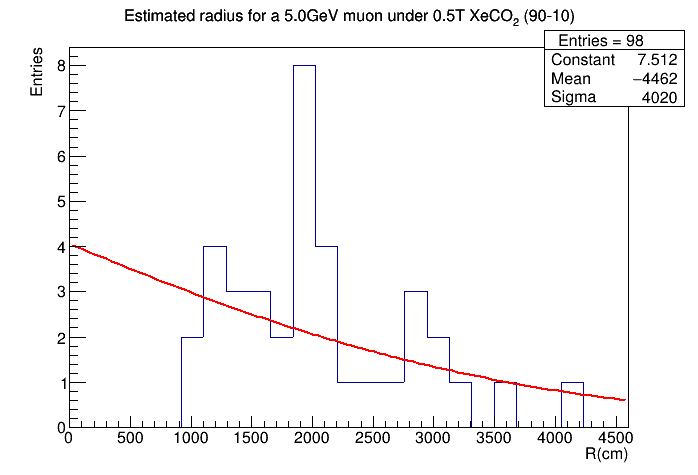 Estimated radius for a 5.0GeV muon under 0.5T XeCO2 (90-10)
Entries = 98
Constant 7.512
Mean −4462
Sigma 4020
Entries
8
7
6
5
4
3
2
1
0
0 500 1000 1500 2000 2500 3000 3500 4000 4500
R(cm)